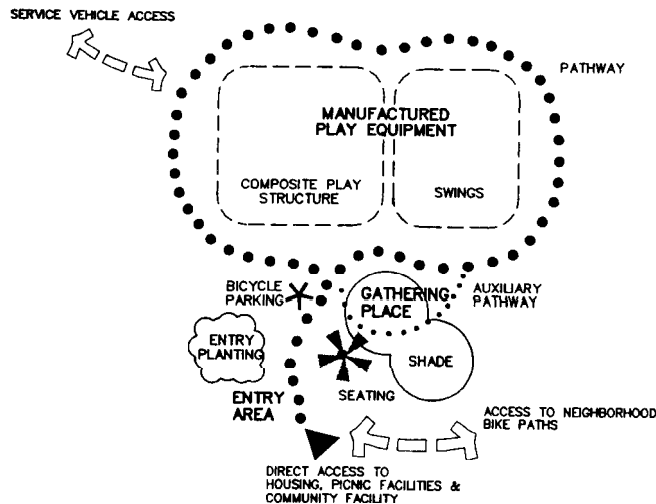 SERVICE VEHICLE ACCESS
PATHWAY
MANUFACTURED
PLAY EQUIPMENT
COMPOSITE PLAY
STRUCTURE
SWINGS
BICYCLE
PARKING
GATHERING
PLACE
AUXILIARY
PATHWAY
ENTRY
PLANTING
SHADE
SEATING
ENTRY
AREA
ACCESS TO NEIGHBORHOOD
BIKE PATHS
DIRECT ACCESS TO
HOUSING, PICNIC FACILITIES &
COMMUNITY FACILITY